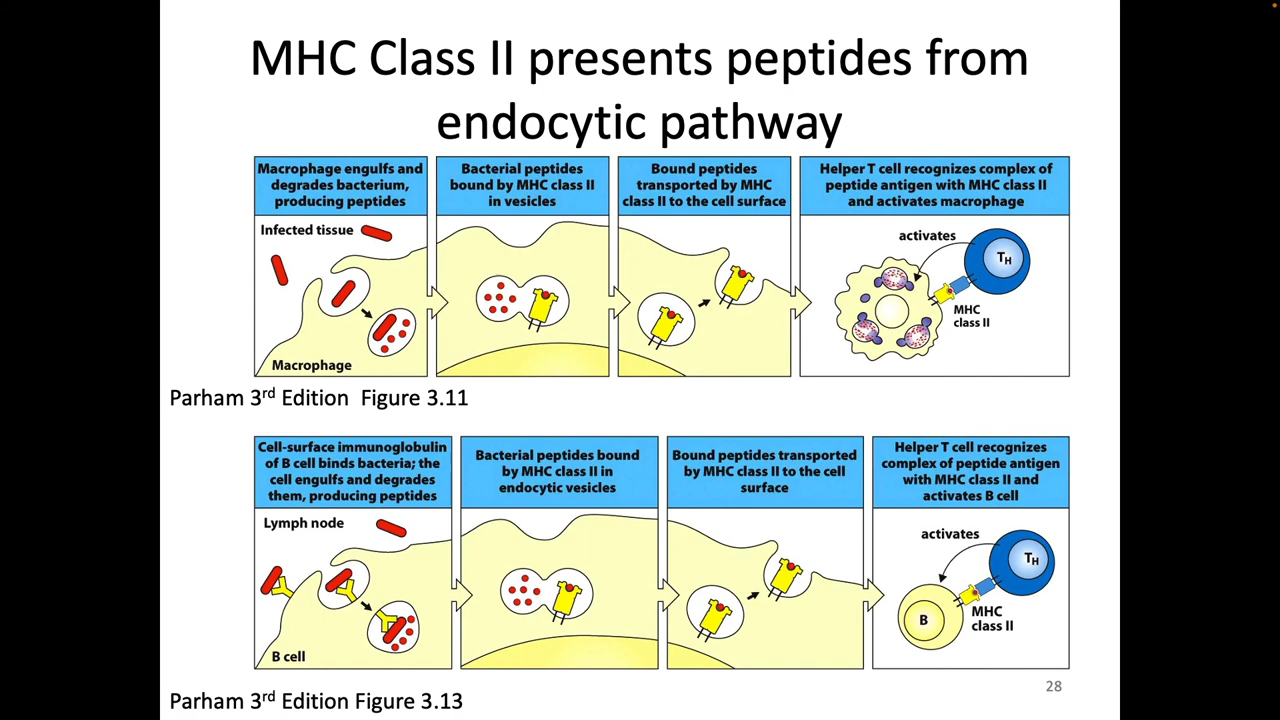 MHC Class II presents peptides from
endocytic pathway
Macrophage engulfs and
degrades bacterium,
producing peptides
Bacterial peptides
bound by MHC class II
in vesicles
Bound peptides
transported by MHC
class II to the cell surface
Helper T cell recognizes complex of
peptide antigen with MHC class II
and activates macrophage
Infected tissue
Macrophage
activates
TH
MHC
class II
Parham 3rd Edition Figure 3.11
Cell-surface immunoglobulin
of B cell binds bacteria; the
cell engulfs and degrades
them, producing peptides
Bacterial peptides bound
by MHC class II in
endocytic vesicles
Bound peptides transported
by MHC class II to the cell
surface
Helper T cell recognizes
complex of peptide antigen
with MHC class II and
activates B cell
Lymph node
B cell
activates
TH
B
MHC
class II
28
Parham 3rd Edition Figure 3.13